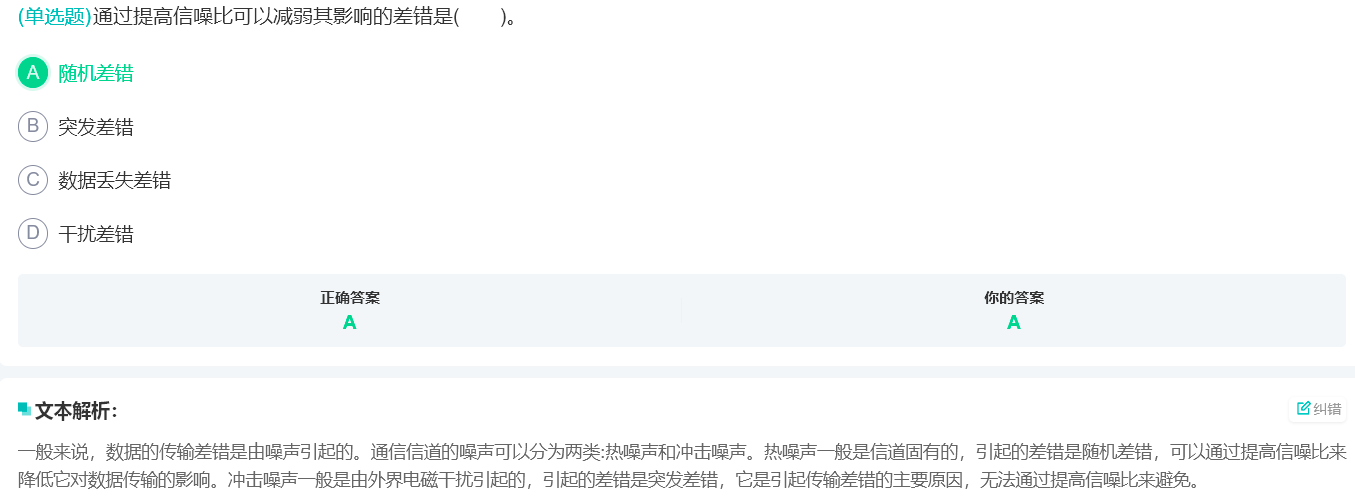 (单选题)通过提高信噪比可以减弱其影响的差错是(　　)。
A 随机差错
B 突发差错
C 数据丢失差错
D 干扰差错
正确答案 你的答案
A A
文本解析： 纠错
一般来说，数据的传输差错是由噪声引起的。通信信道的噪声可以分为两类:热噪声和冲击噪声。热噪声一般是信道固有的，引起的差错是随机差错，可以通过提高信噪比来
降低它对数据传输的影响。冲击噪声一般是由外界电磁干扰引起的，引起的差错是突发差错，它是引起传输差错的主要原因，无法通过提高信噪比来避免。